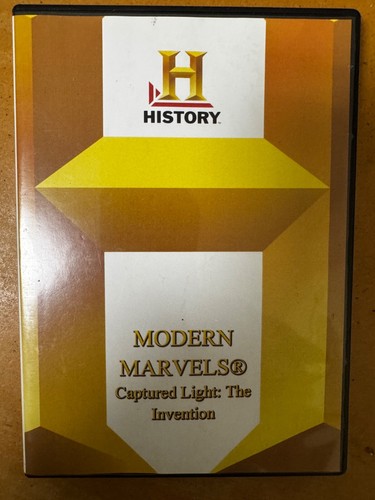 H
HISTORY
MODERN
MARVELS®
Captured Light: The
Invention